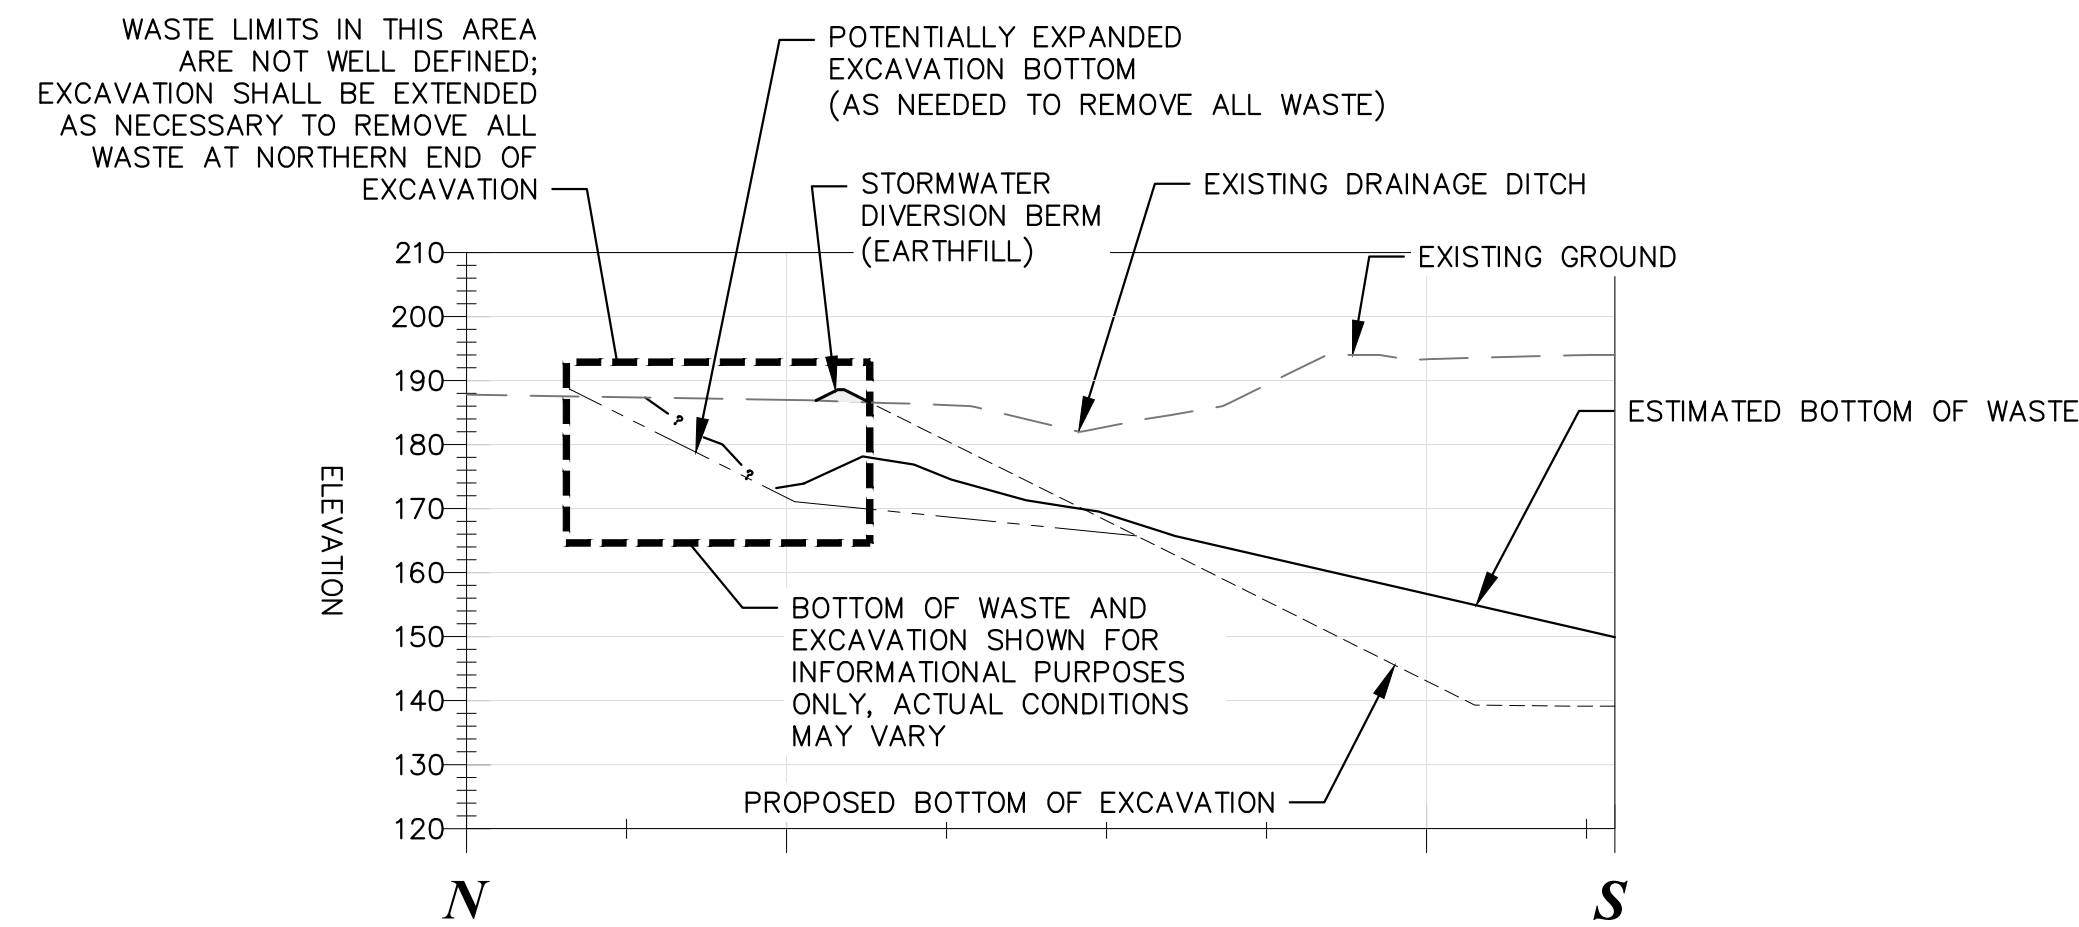 WASTE LIMITS IN THIS AREA
ARE NOT WELL DEFINED;
EXCAVATION SHALL BE EXTENDED
AS NECESSARY TO REMOVE ALL
WASTE AT NORTHERN END OF
EXCAVATION
POTENTIALLY EXPANDED
EXCAVATION BOTTOM
(AS NEEDED TO REMOVE ALL WASTE)
STORMWATER
DIVERSION BERM
(EARTHFILL)
EXISTING DRAINAGE DITCH
EXISTING GROUND
ESTIMATED BOTTOM OF WASTE
210
200
190
180
170
160
150
140
130
120
ELEVATION
?
?
BOTTOM OF WASTE AND
EXCAVATION SHOWN FOR
INFORMATIONAL PURPOSES
ONLY, ACTUAL CONDITIONS
MAY VARY
PROPOSED BOTTOM OF EXCAVATION
N
S